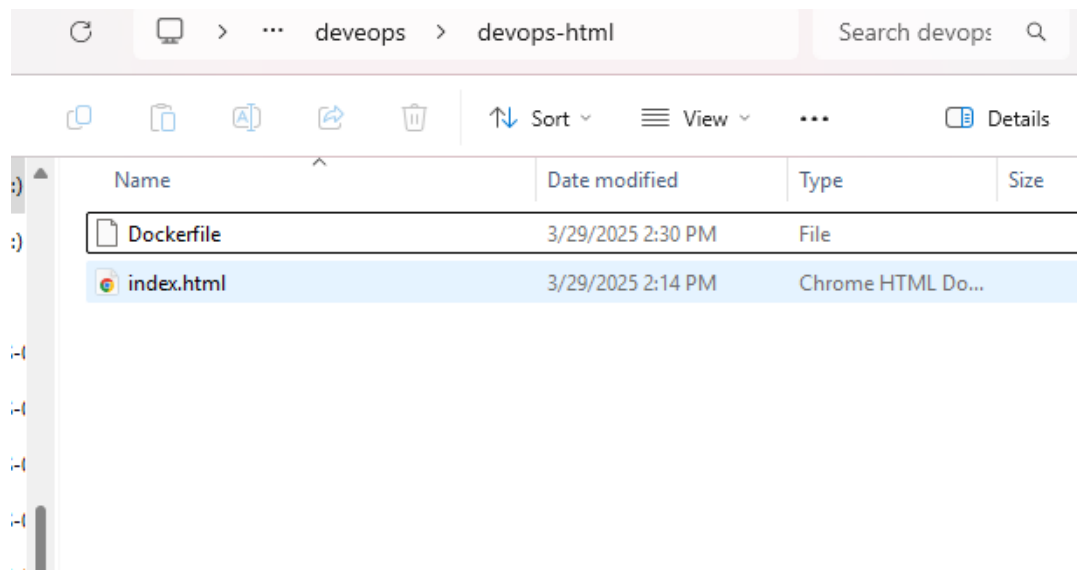 … deveops > devops-html Search devops
Sort View ... Details
Name Date modified Type Size
Dockerfile 3/29/2025 2:30 PM File
index.html 3/29/2025 2:14 PM Chrome HTML Do...